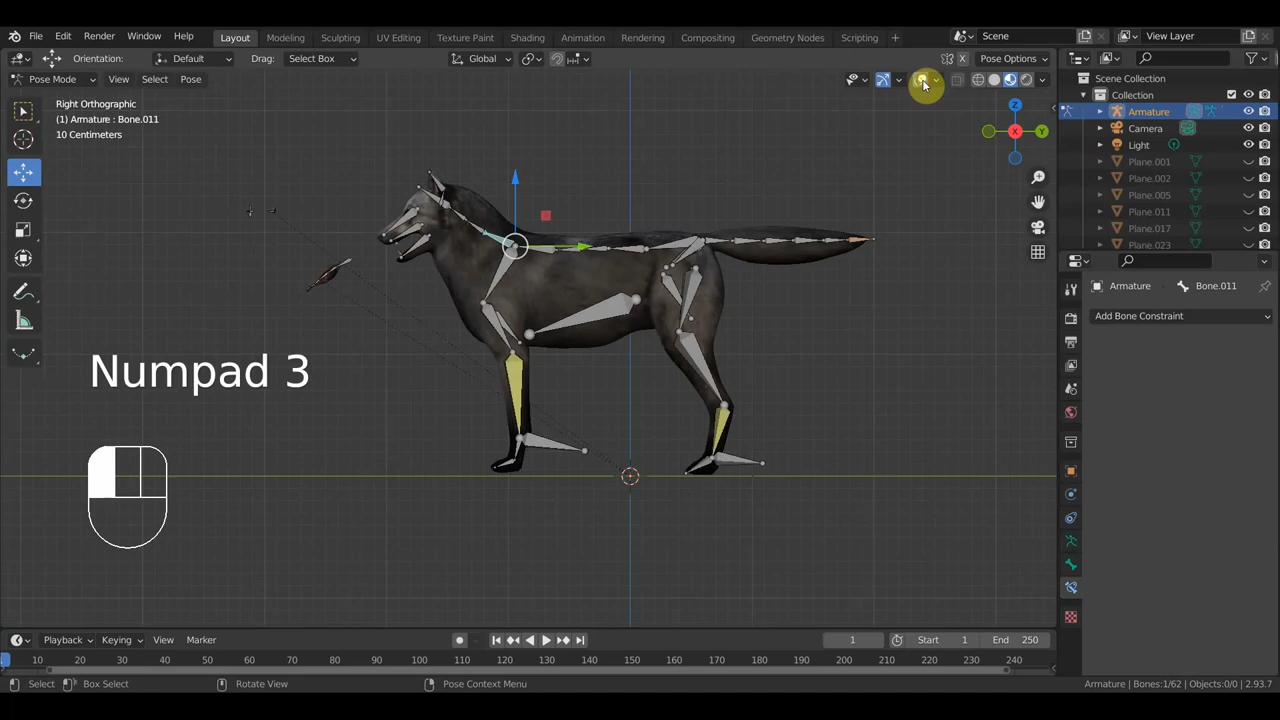 File Edit Render Window Help Layout Modeling Sculpting UV Editing Texture Paint Shading Animation Rendering Compositing Geometry Nodes Scripting + Scene View Layer
Orientation: Default Drag: Select Box Global X Pose Options
Pose Mode View Select Pose
Right Orthographic
(1) Armature : Bone.011
10 Centimeters
Z
X
Y
Scene Collection
Collection
Armature
Camera
Light
Plane.001
Plane.002
Plane.005
Plane.011
Plane.017
Plane.023
Armature Bone.011
Add Bone Constraint
Numpad 3
Playback Keying View Marker 1 Start 1 End 250
10 20 30 40 50 60 70 80 90 100 110 120 130 140 150 160 170 180 190 200 210 220 230 240
Select Box Select Rotate View Pose Context Menu Armature | Bones:1/62 | Objects:0/0 | 2.93.7